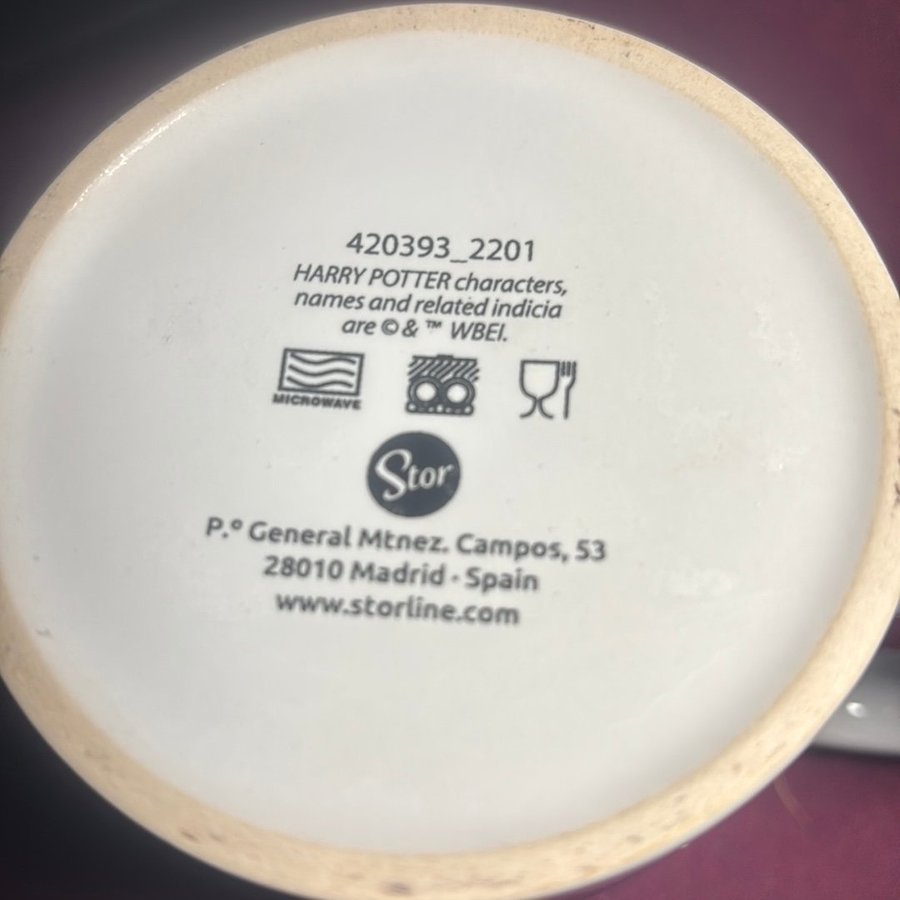 420393_2201
HARRY POTTER characters,
names and related indicia
are © & ™ WBEI.
MICROWAVE
Stor
P.º General Mtnez. Campos, 53
28010 Madrid · Spain
www.storline.com